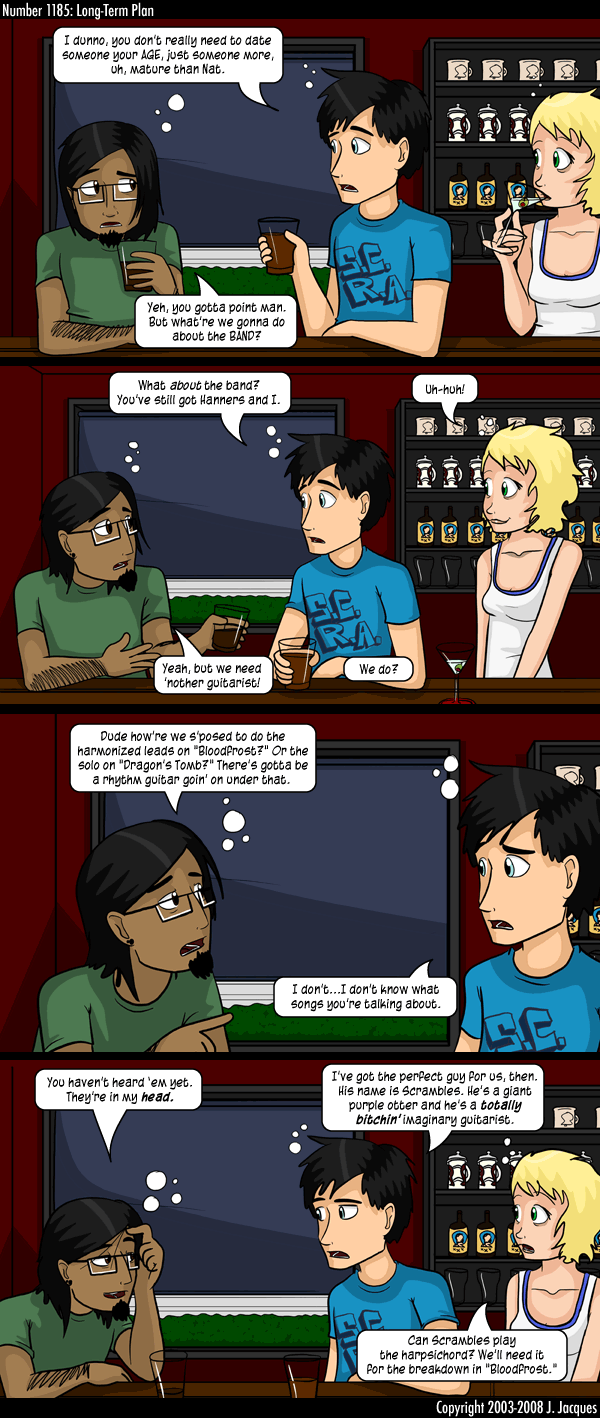 Number 1185: Long-Term Plan
I dunno, you don't really need to date
someone your AGE, just someone more,
uh, mature than Nat.
S.C.
R.A.
Yeh, you gotta point man.
But what're we gonna do
about the BAND?
What about the band?
You've still got Hanners and I.
Uh-huh!
S.C.
R.A.
Yeah, but we need
'nother guitarist!
We do?
Dude how're we s'posed to do the
harmonized leads on "Bloodfrost?" Or the
solo on "Dragon's Tomb?" There's gotta be
a rhythm guitar goin' on under that.
I don't...I don't know what
songs you're talking about.
S.C.
You haven't heard 'em yet.
They're in my head.
I've got the perfect guy for us, then.
His name is Scrambles. He's a giant
purple otter and he's a totally
bitchin' imaginary guitarist.
Can Scrambles play
the harpsichord? We'll need it
for the breakdown in "Bloodfrost."
Copyright 2003-2008 J. Jacques